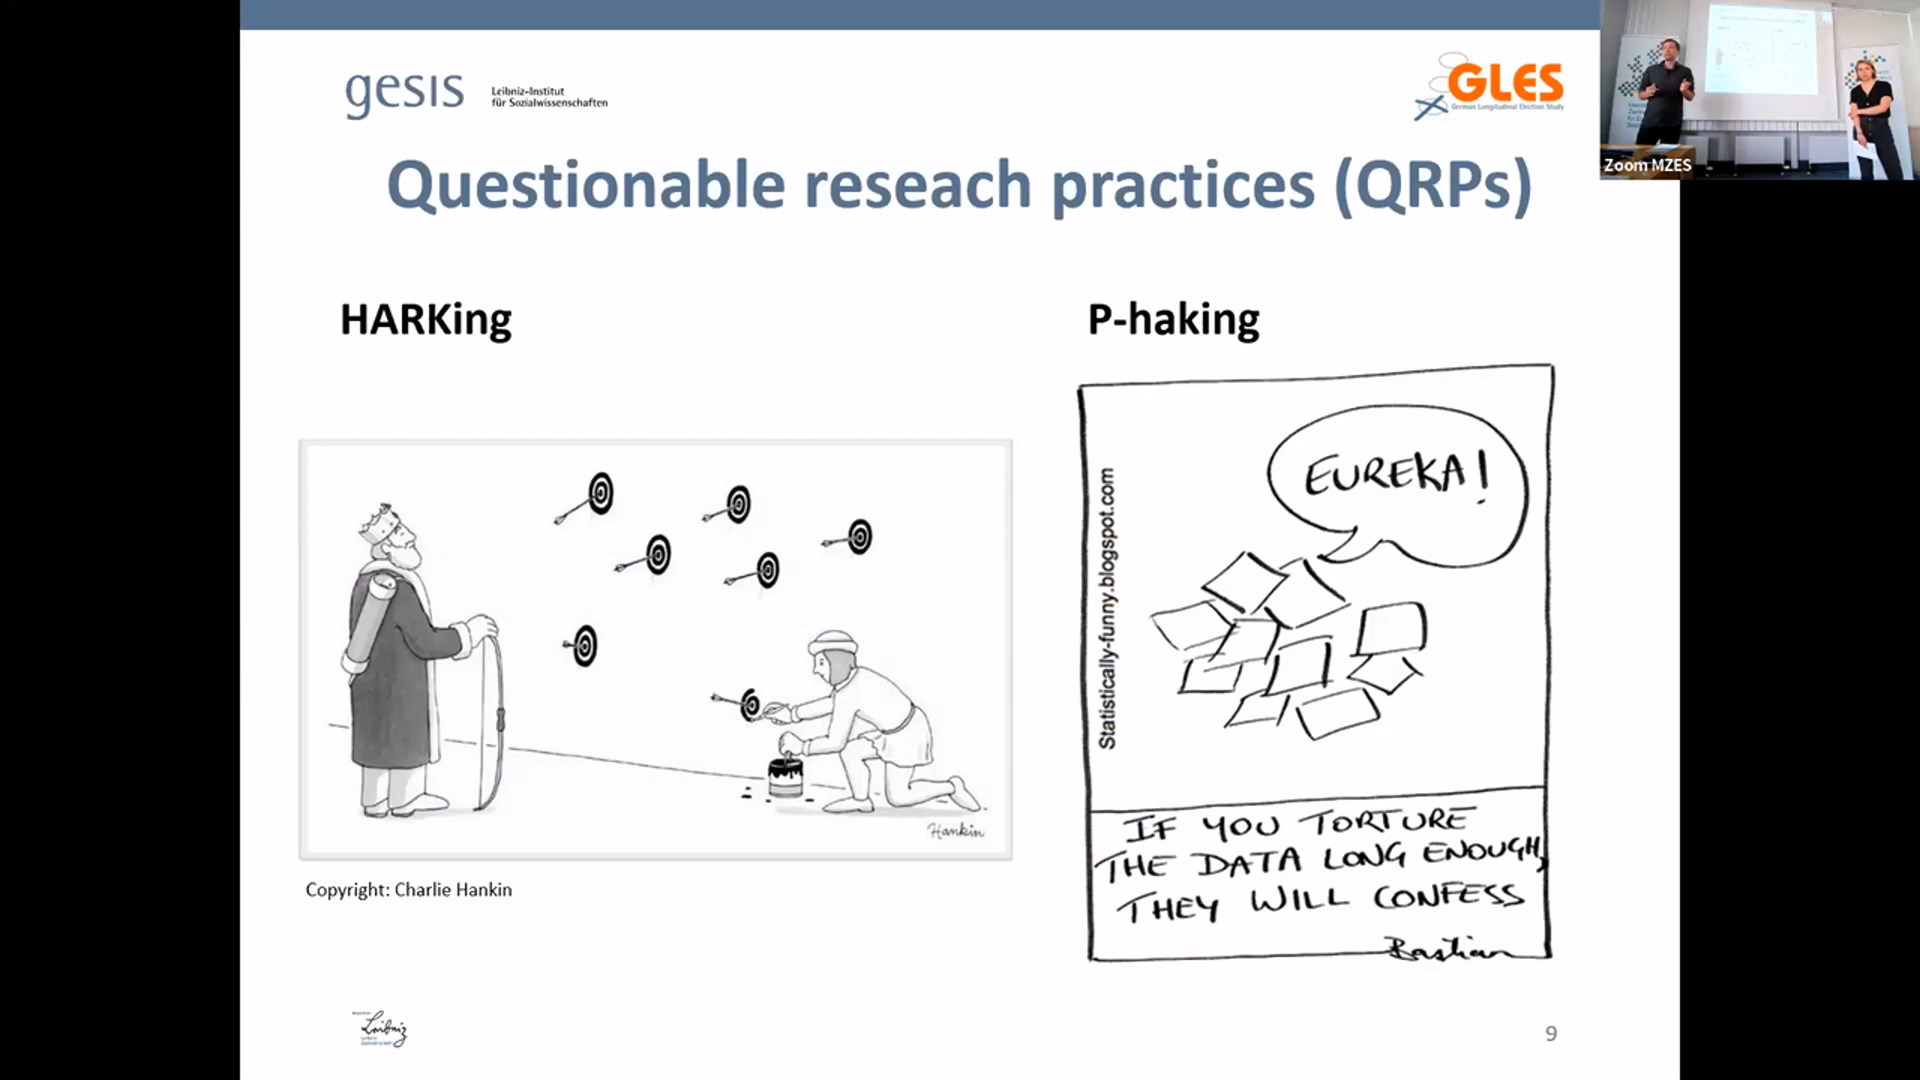 gesis
Leibniz-Institut
für Sozialwissenschaften
GLES
German Longitudinal Election Study
Zoom MZES
Questionable reseach practices (QRPs)
HARKing
P-haking
Hankin
Copyright: Charlie Hankin
Statistically-funny.blogspot.com
EUREKA!
IF YOU TORTURE
THE DATA LONG ENOUGH,
THEY WILL CONFESS
Bastian
Leibniz
9